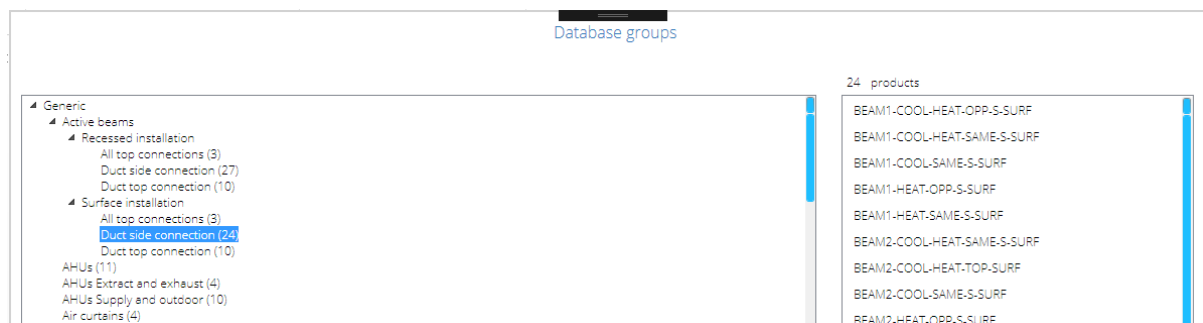 Database groups
24 products
Generic
Active beams
Recessed installation
All top connections (3)
Duct side connection (27)
Duct top connection (10)
Surface installation
All top connections (3)
Duct side connection (24)
Duct top connection (10)
AHUs (11)
AHUs Extract and exhaust (4)
AHUs Supply and outdoor (10)
Air curtains (4)
BEAM1-COOL-HEAT-OPP-S-SURF
BEAM1-COOL-HEAT-SAME-S-SURF
BEAM1-COOL-SAME-S-SURF
BEAM1-HEAT-OPP-S-SURF
BEAM1-HEAT-SAME-S-SURF
BEAM2-COOL-HEAT-SAME-S-SURF
BEAM2-COOL-HEAT-TOP-SURF
BEAM2-COOL-SAME-S-SURF
BEAM2-HEAT-OPP-S-SURF